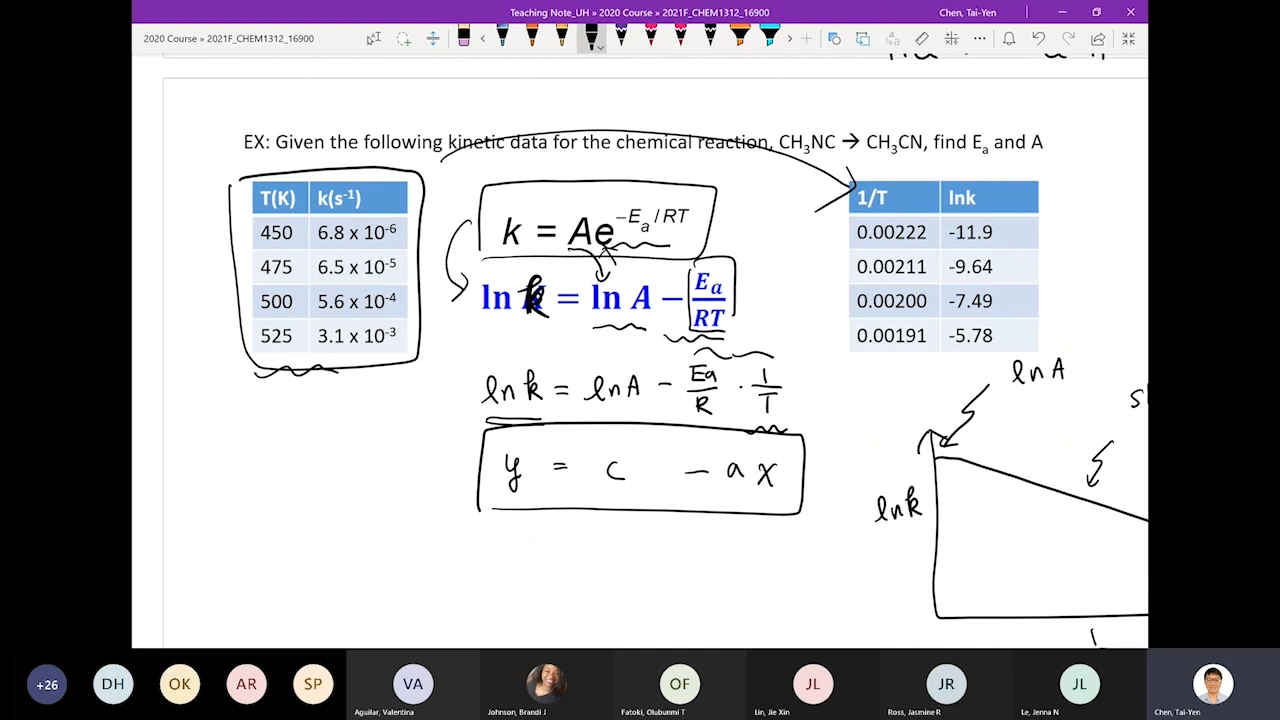 Teaching Note_UH » 2020 Course » 2021F_CHEM1312_16900
Chen, Tai-Yen
2020 Course » 2021F_CHEM1312_16900
EX: Given the following kinetic data for the chemical reaction, CH₃NC → CH₃CN, find Eₐ and A
T(K) k(s⁻¹)
450 6.8 x 10⁻⁶
475 6.5 x 10⁻⁵
500 5.6 x 10⁻⁴
525 3.1 x 10⁻³
k = Ae^(−Eₐ/RT)
ln k = ln A − Eₐ/RT
ln k = ln A − Ea/R · 1/T
y = c − a x
1/T lnk
0.00222 -11.9
0.00211 -9.64
0.00200 -7.49
0.00191 -5.78
ln A
ln k
+26
DH
OK
AR
SP
VA
OF
JL
JR
JL
Aguilar, Valentina
Johnson, Brandi J
Fatoki, Olubunmi T
Lin, Jie Xin
Ross, Jasmine R
Le, Jenna N
Chen, Tai-Yen